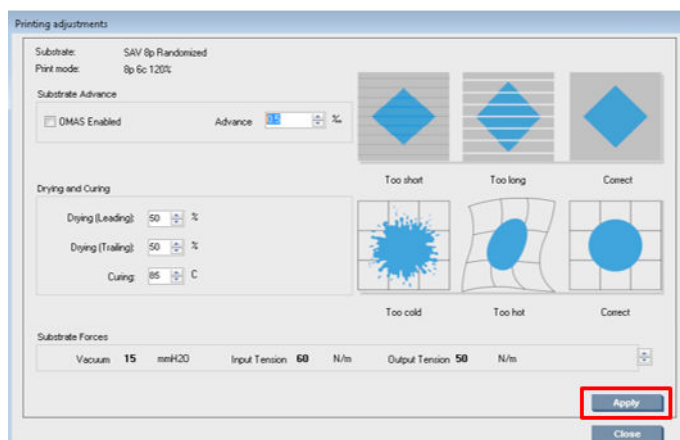 Printing adjustments
Substrate: SAV 8p Randomized
Print mode: 8p 6c 120%
Substrate Advance
OMAS Enabled Advance 0.5 ‰
Too short Too long Correct
Drying and Curing
Drying (Leading): 50 %
Drying (Trailing): 50 %
Curing: 85 C
Too cold Too hot Correct
Substrate Forces
Vacuum 15 mmH2O Input Tension 60 N/m Output Tension 50 N/m
Apply
Close